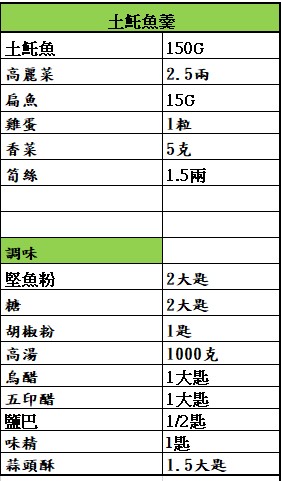 土魠魚羹
土魠魚 150G
高麗菜 2.5兩
扁魚 15G
雞蛋 1粒
香菜 5克
筍絲 1.5兩
調味
堅魚粉 2大匙
糖 2大匙
胡椒粉 1匙
高湯 1000克
烏醋 1大匙
五印醋 1大匙
鹽巴 1/2匙
味精 1匙
蒜頭酥 1.5大匙